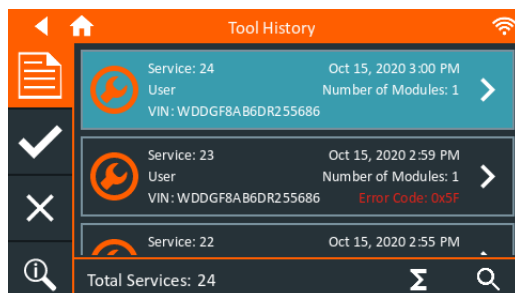 Tool History
Service: 24 Oct 15, 2020 3:00 PM
User Number of Modules: 1
VIN: WDDGF8AB6DR255686
Service: 23 Oct 15, 2020 2:59 PM
User Number of Modules: 1
VIN: WDDGF8AB6DR255686 Error Code: 0x5F
Service: 22 Oct 15, 2020 2:55 PM
Total Services: 24 Σ